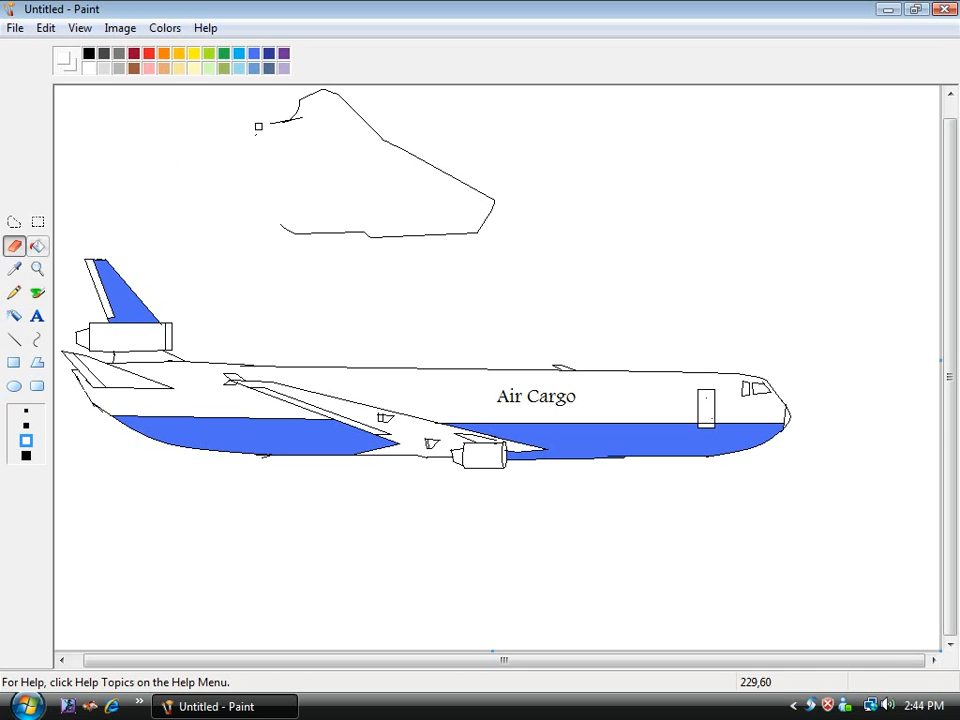 Untitled - Paint
File Edit View Image Colors Help
Air Cargo
For Help, click Help Topics on the Help Menu.
229,60
Untitled - Paint
2:44 PM